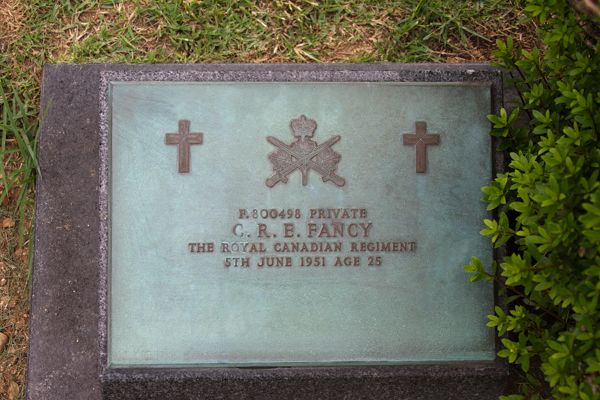 F.800498 PRIVATE
C. R. E. FANCY
THE ROYAL CANADIAN REGIMENT
5TH JUNE 1951 AGE 25